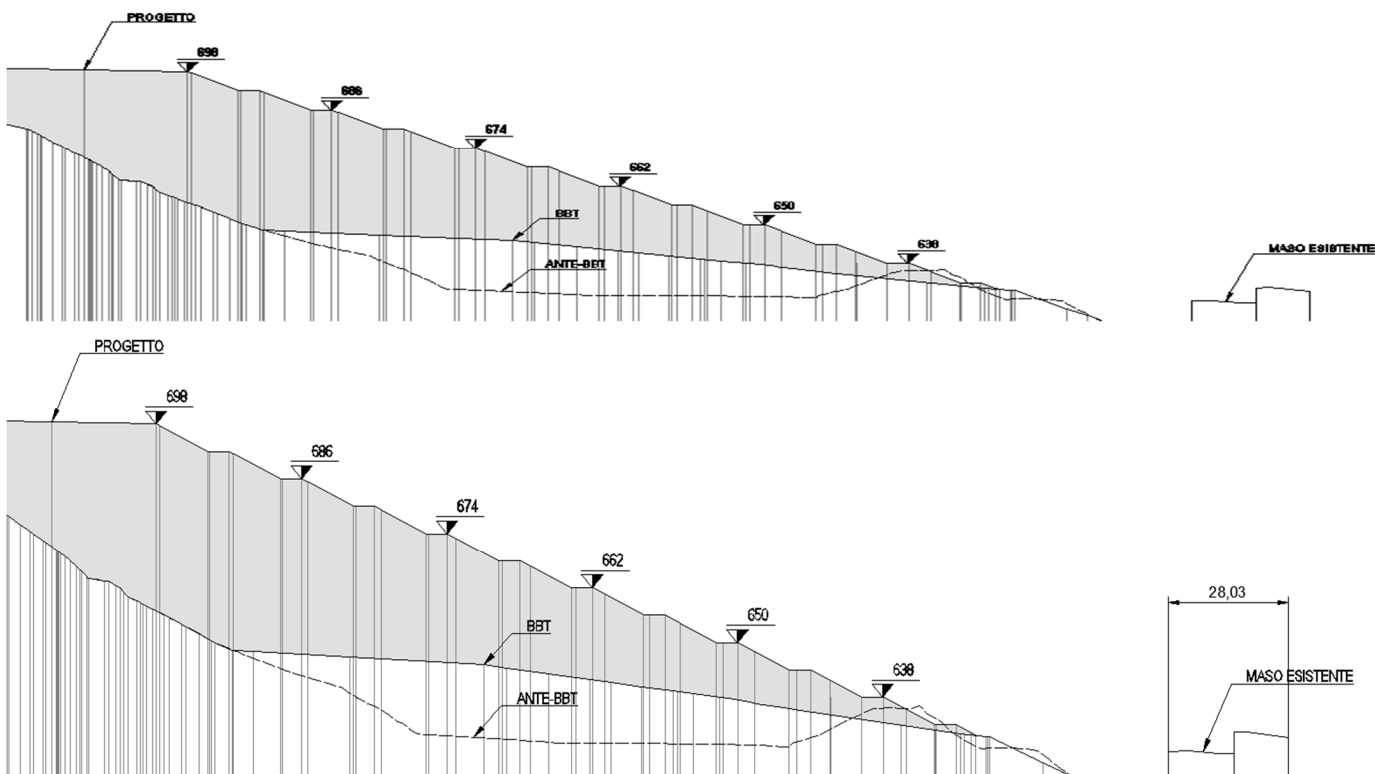 PROGETTO
698
686
674
662
650
638
BBT
ANTE-BBT
MASO ESISTENTE
PROGETTO
698
686
674
662
650
638
BBT
ANTE-BBT
28,03
MASO ESISTENTE